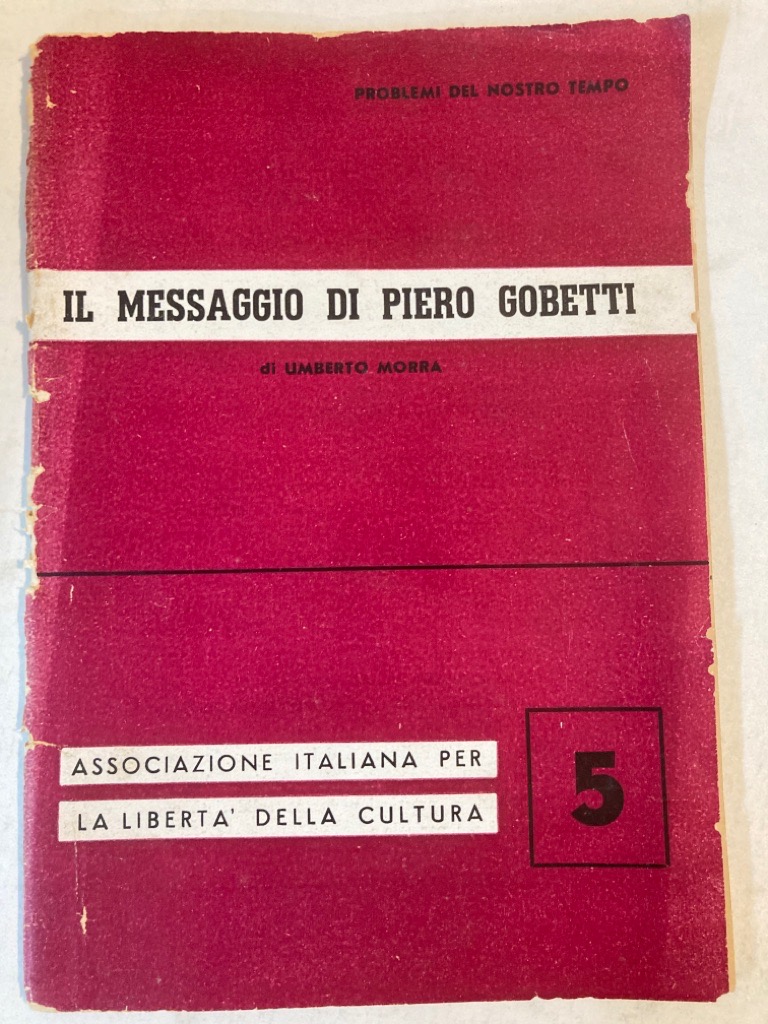 PROBLEMI DEL NOSTRO TEMPO
IL MESSAGGIO DI PIERO GOBETTI
di UMBERTO MORRA
ASSOCIAZIONE ITALIANA PER
LA LIBERTA' DELLA CULTURA
5